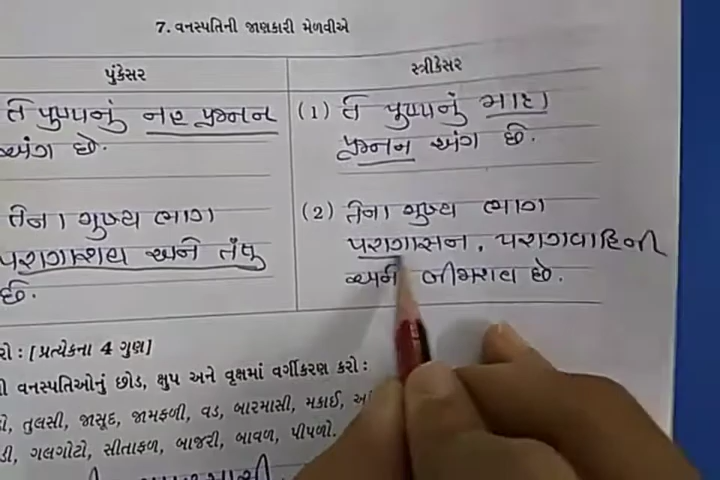 7. વનસ્પતિની જાણકારી મેળવીએ
પુંકેસર
સ્ત્રીકેસર
તે પુષ્પનું નર પ્રજનન
અંગ છે.
(1) તે પુષ્પનું માદા
પ્રજનન અંગ છે.
તેના મુખ્ય ભાગ
પરાગાશય અને તંતુ
છે.
(2) તેના મુખ્ય ભાગ
પરાગાસન, પરાગવાહિની
અને બીજાશય છે.
રો : [પ્રત્યેકના 4 ગુણ]
વનસ્પતિઓનું છોડ, ક્ષુપ અને વૃક્ષમાં વર્ગીકરણ કરો :
તુલસી, જાસૂદ, જામફળી, વડ, બારમાસી, મકાઈ,
ગલગોટો, સીતાફળ, બાજરી, બાવળ, પીપળો.